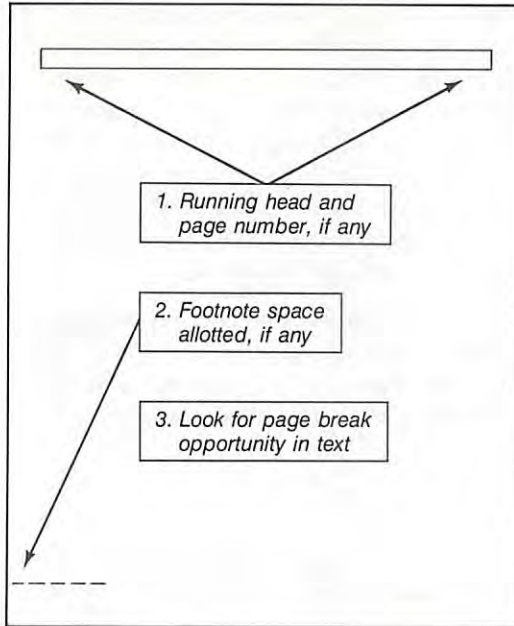 1. Running head and
page number, if any
2. Footnote space
allotted, if any
3. Look for page break
opportunity in text